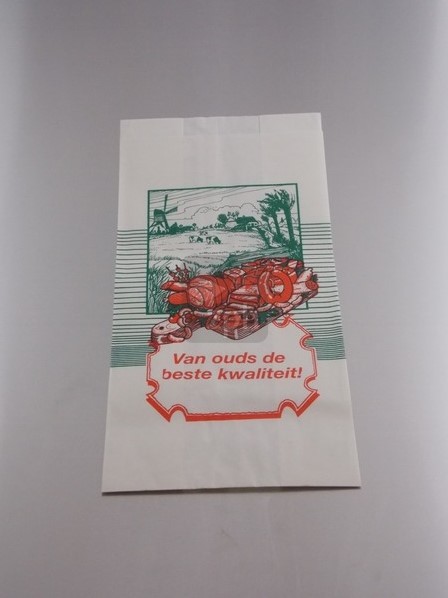 Van ouds de
beste kwaliteit!